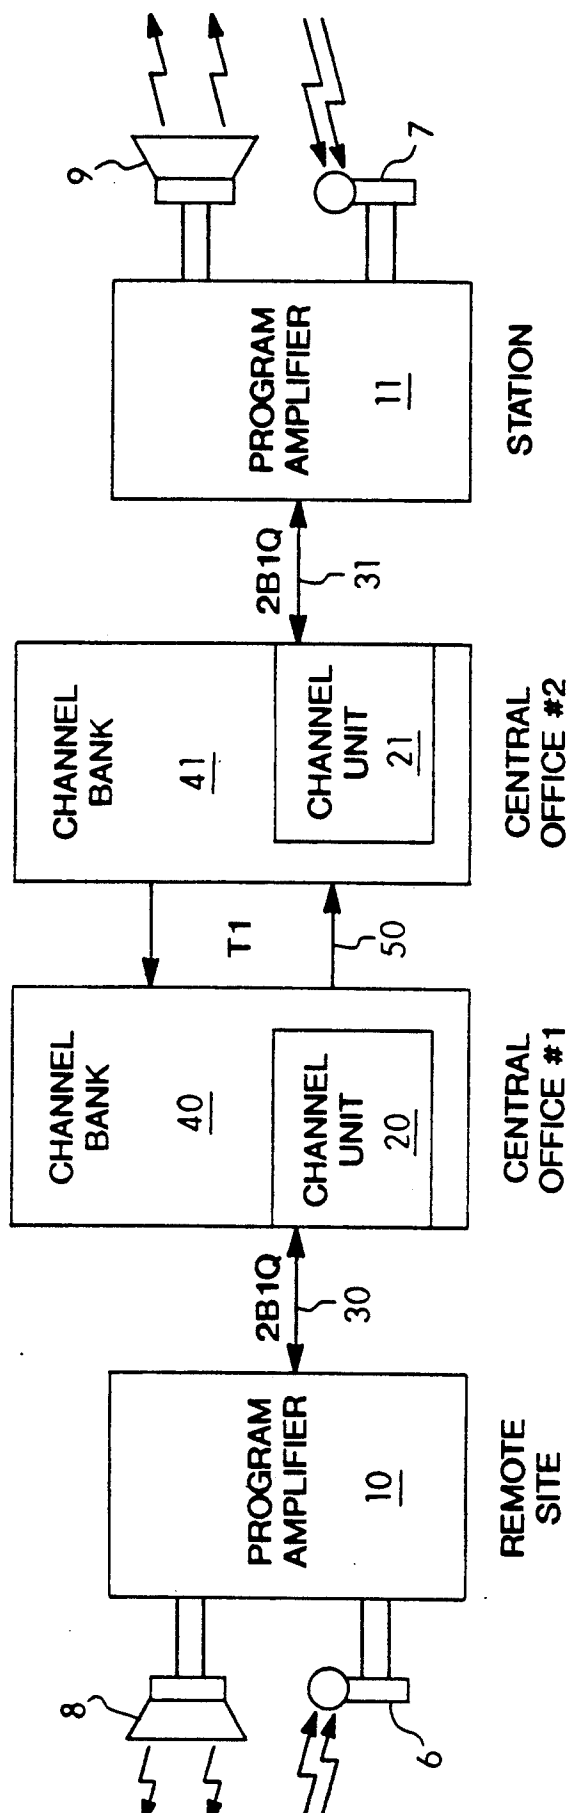 8
6
PROGRAM
AMPLIFIER
10
REMOTE
SITE
2B1Q
30
CHANNEL
BANK
40
CHANNEL
UNIT
20
CENTRAL
OFFICE #1
T1
50
CHANNEL
BANK
41
CHANNEL
UNIT
21
CENTRAL
OFFICE #2
2B1Q
31
PROGRAM
AMPLIFIER
11
STATION
9
7